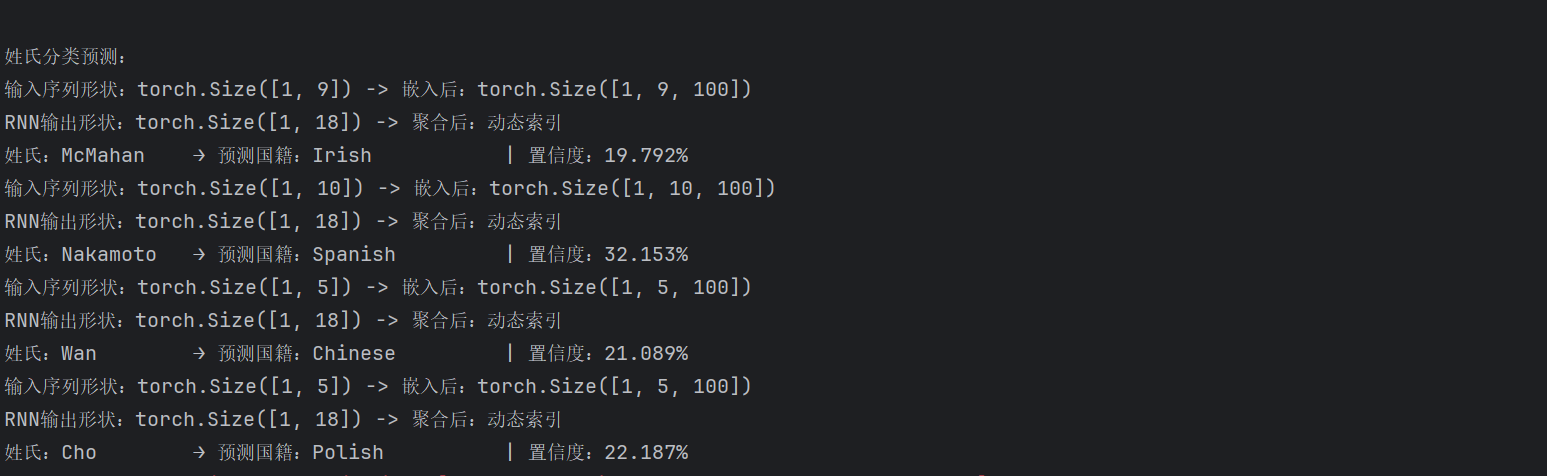 姓氏分类预测：
输入序列形状：torch.Size([1, 9]) -> 嵌入后：torch.Size([1, 9, 100])
RNN输出形状：torch.Size([1, 18]) -> 聚合后：动态索引
姓氏：McMahan    → 预测国籍：Irish           | 置信度：19.792%
输入序列形状：torch.Size([1, 10]) -> 嵌入后：torch.Size([1, 10, 100])
RNN输出形状：torch.Size([1, 18]) -> 聚合后：动态索引
姓氏：Nakamoto   → 预测国籍：Spanish         | 置信度：32.153%
输入序列形状：torch.Size([1, 5]) -> 嵌入后：torch.Size([1, 5, 100])
RNN输出形状：torch.Size([1, 18]) -> 聚合后：动态索引
姓氏：Wan        → 预测国籍：Chinese         | 置信度：21.089%
输入序列形状：torch.Size([1, 5]) -> 嵌入后：torch.Size([1, 5, 100])
RNN输出形状：torch.Size([1, 18]) -> 聚合后：动态索引
姓氏：Cho        → 预测国籍：Polish          | 置信度：22.187%